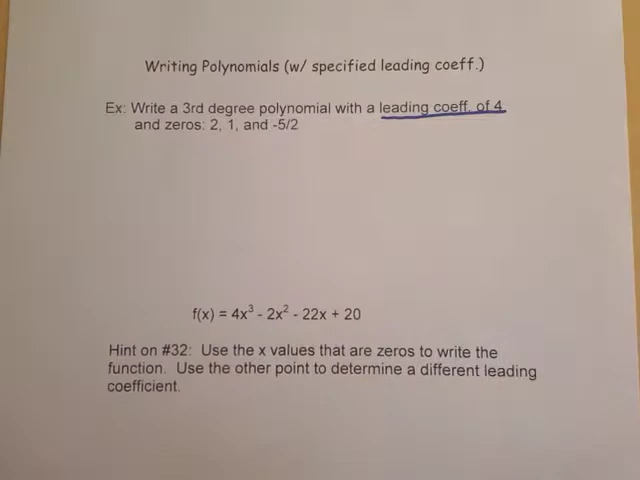 Writing Polynomials (w/ specified leading coeff.)
Ex: Write a 3rd degree polynomial with a leading coeff. of 4
and zeros: 2, 1, and -5/2
f(x) = 4x³ - 2x² - 22x + 20
Hint on #32: Use the x values that are zeros to write the
function. Use the other point to determine a different leading
coefficient.